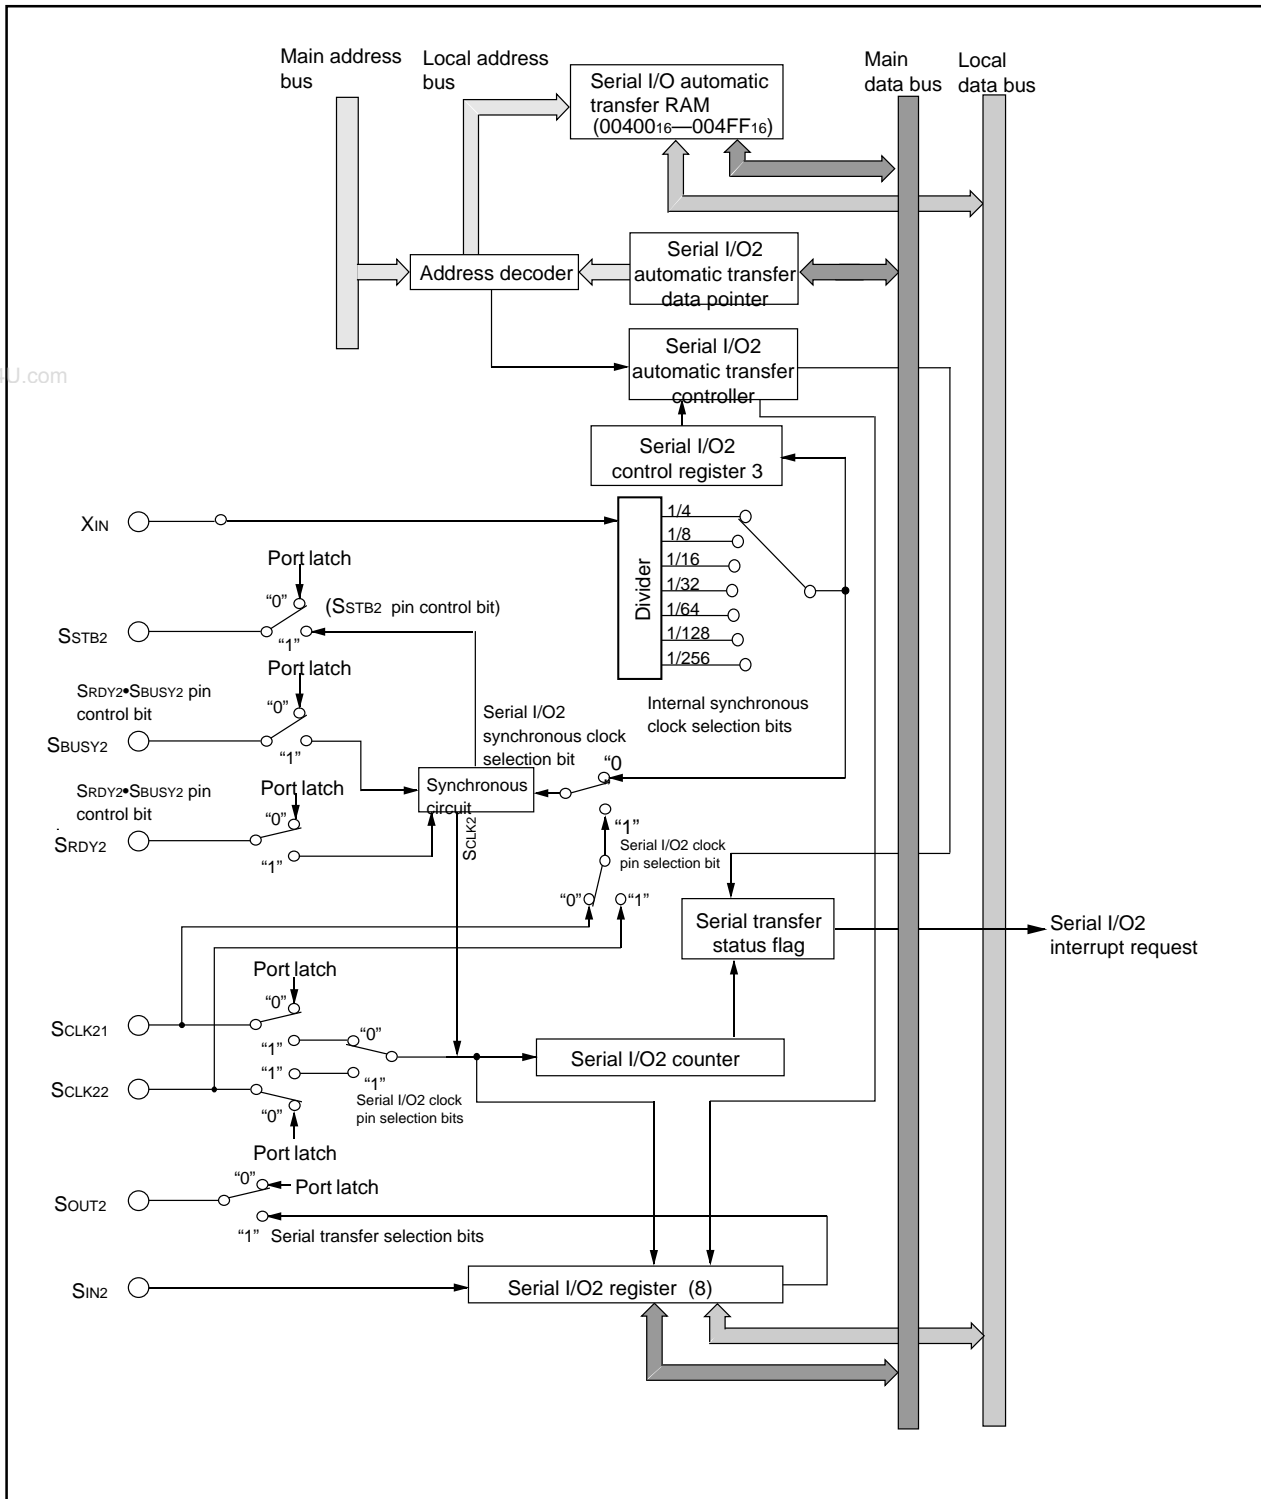 Main address
bus
Local address
bus
Main
data bus
Local
data bus
Serial I/O automatic
transfer RAM
(0040016—004FF16)
Address decoder
Serial I/O2
automatic transfer
data pointer
4U.com
Serial I/O2
automatic transfer
controller
Serial I/O2
control register 3
XIN
Divider
1/4
1/8
1/16
1/32
1/64
1/128
1/256
Internal synchronous
clock selection bits
Port latch
“0”
(SSTB2 pin control bit)
SSTB2
“1”
Port latch
SRDY2•SBUSY2 pin
control bit
“0”
SBUSY2
“1”
Serial I/O2
synchronous clock
selection bit
“0
Synchronous
circuit
SRDY2•SBUSY2 pin
control bit
Port latch
“0”
SRDY2
“1”
SCLK2
“1”
Serial I/O2 clock
pin selection bit
“0”
“1”
Serial transfer
status flag
Serial I/O2
interrupt request
Port latch
“0”
SCLK21
“1”
“0”
Serial I/O2 counter
“1”
“1”
SCLK22
Serial I/O2 clock
pin selection bits
“0”
Port latch
“0”
Port latch
SOUT2
“1” Serial transfer selection bits
SIN2
Serial I/O2 register (8)